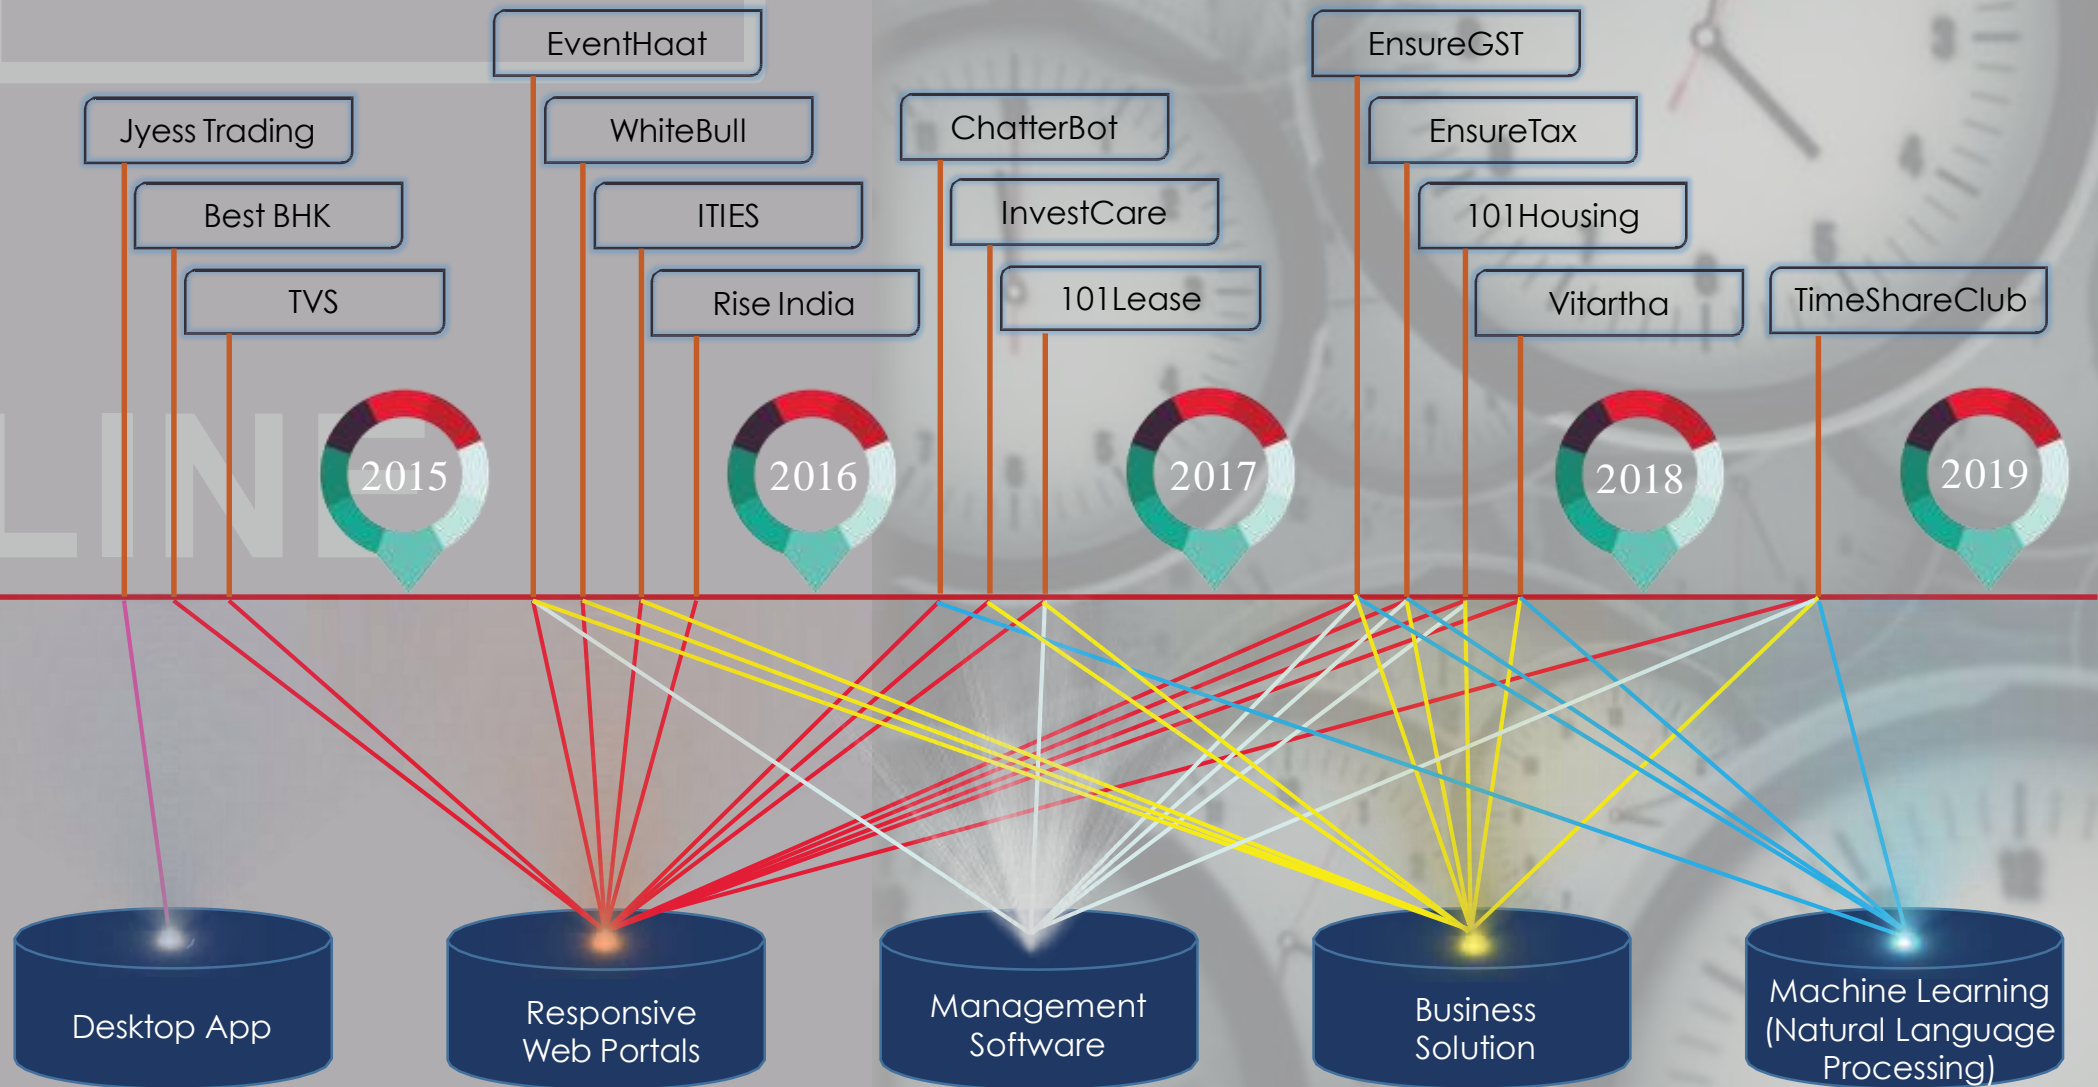 EventHaat
EnsureGST
Jyess Trading
WhiteBull
ChatterBot
EnsureTax
Best BHK
ITIES
InvestCare
101Housing
TVS
Rise India
101Lease
Vitartha
TimeShareClub
LINE
2015
2016
2017
2018
2019
Desktop App
Responsive
Web Portals
Management
Software
Business
Solution
Machine Learning
(Natural Language
Processing)